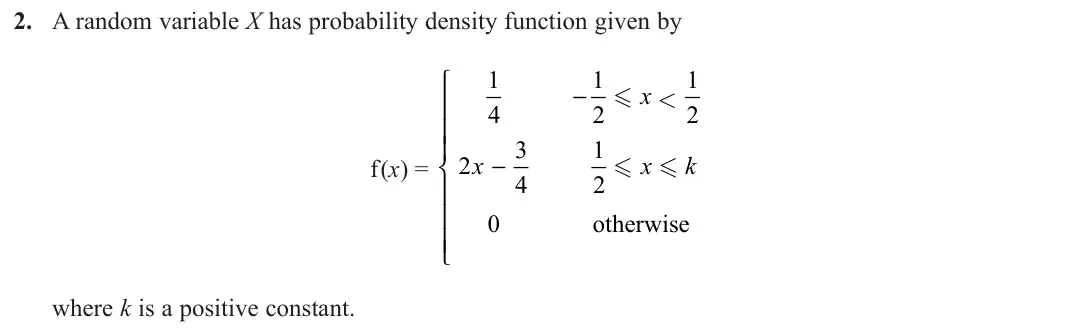 2. A random variable X has probability density function given by
f(x) = { 1/4    −1/2 ⩽ x < 1/2
2x − 3/4    1/2 ⩽ x ⩽ k
0    otherwise
where k is a positive constant.